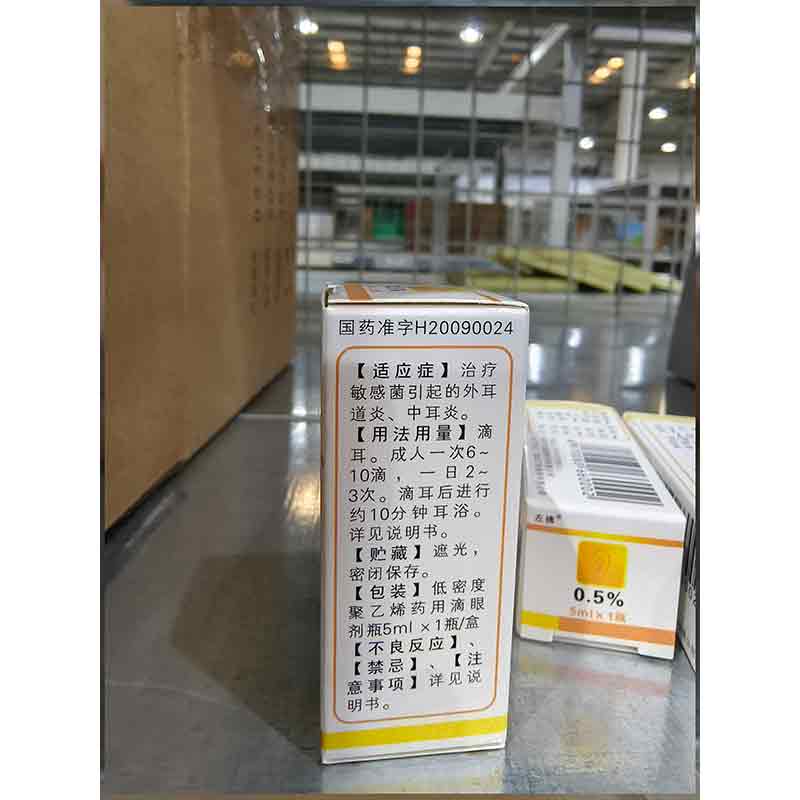 国药准字H20090024
【适应症】治疗
敏感菌引起的外耳
道炎、中耳炎。
【用法用量】滴
耳。成人一次6~
10滴，一日2~
3次。滴耳后进行
约10分钟耳浴。
详见说明书。
【贮藏】遮光，
密闭保存。
【包装】低密度
聚乙烯药用滴眼
剂瓶5ml×1瓶/盒
【不良反应】、
【禁忌】、【注
意事项】详见说
明书。
0.5%
5ml×1瓶